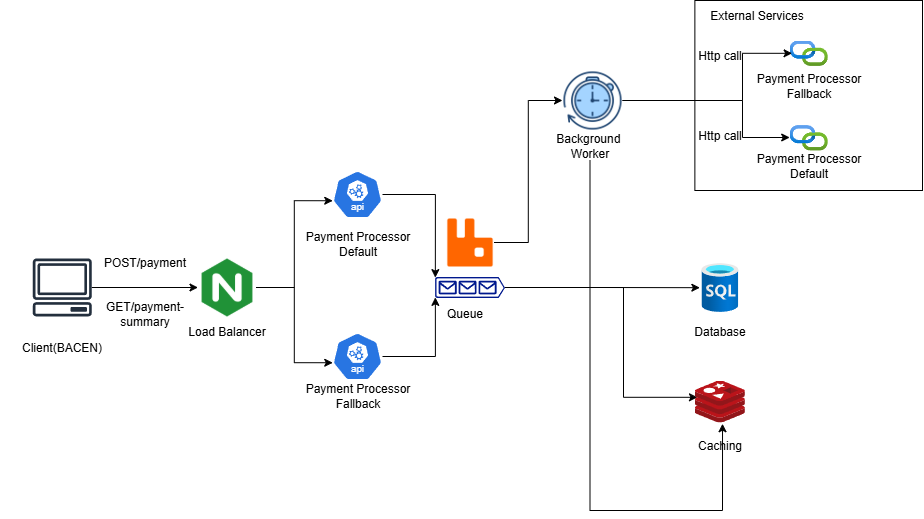 External Services
Http call
Payment Processor
Fallback
Http call
Payment Processor
Default
Background
Worker
api
Payment Processor
Default
POST/payment
GET/payment-
summary
N
Load Balancer
Client(BACEN)
Queue
SQL
Database
api
Payment Processor
Fallback
Caching